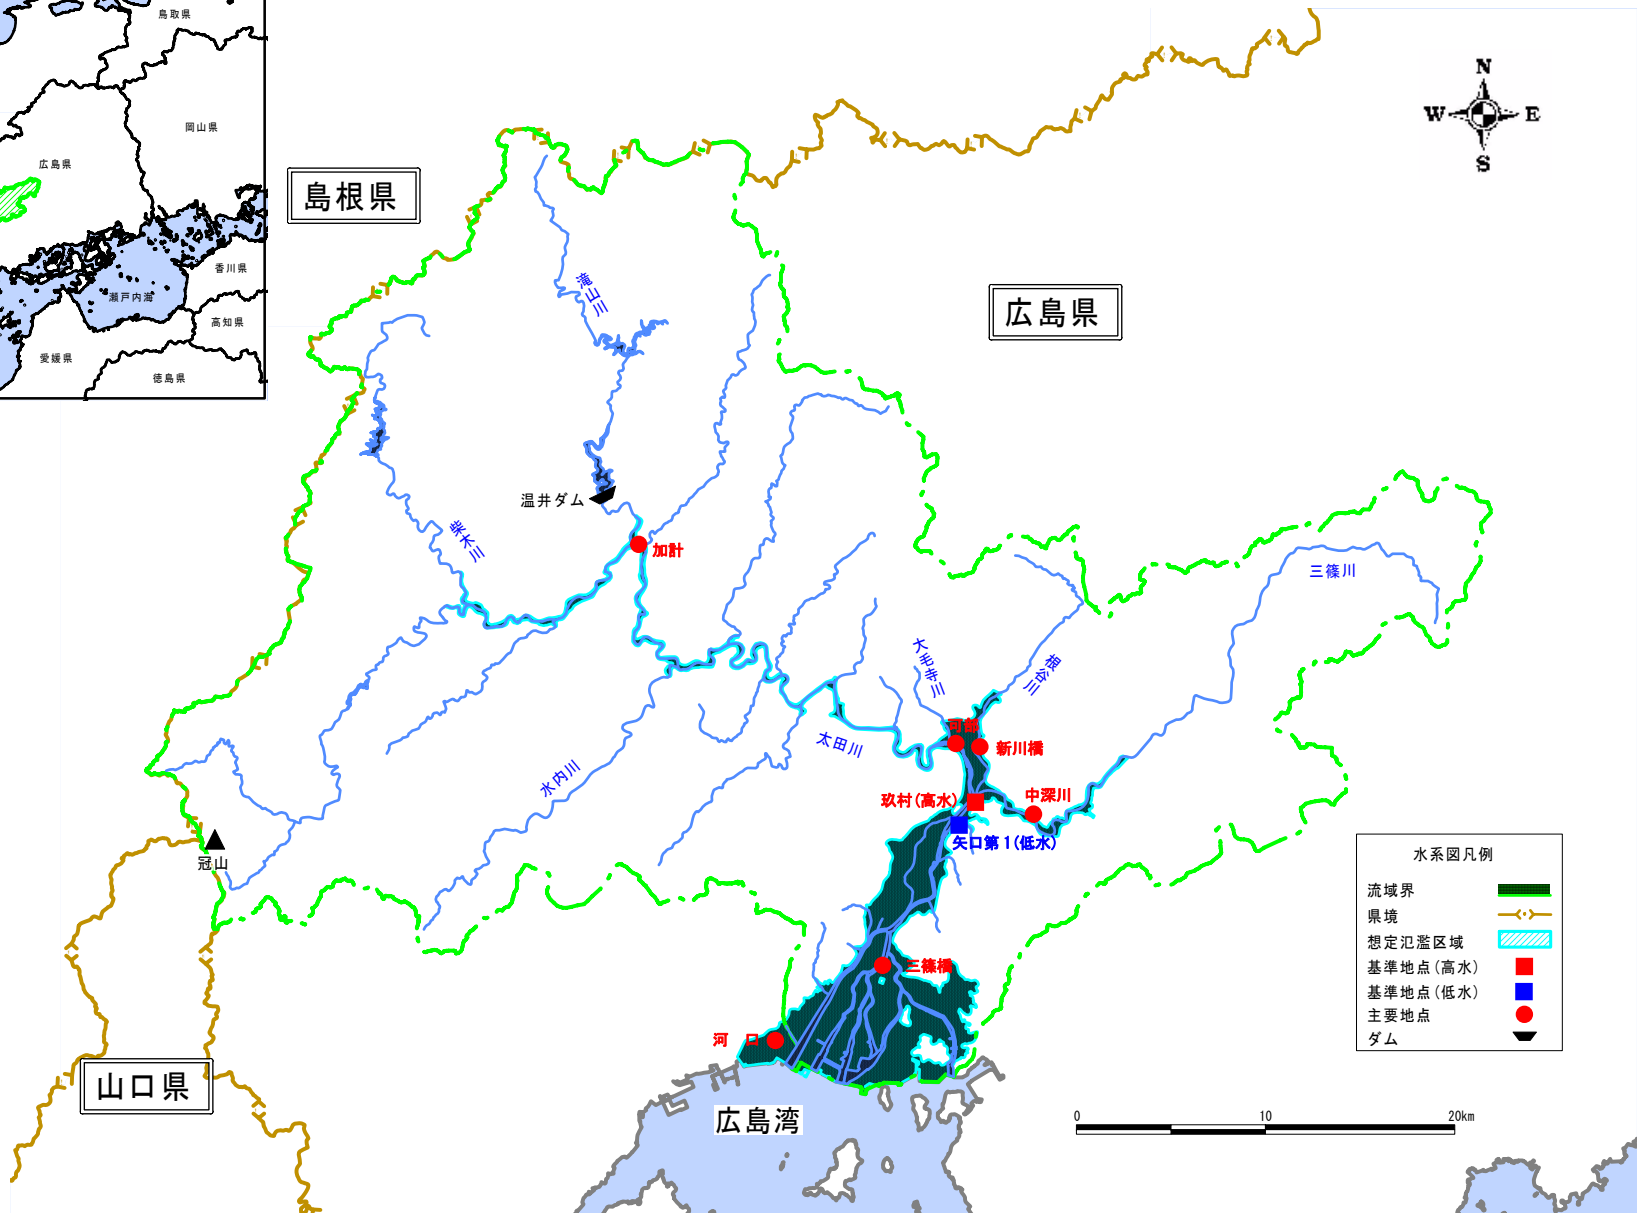 鳥取県
岡山県
広島県
香川県
瀬戸内海
高知県
愛媛県
徳島県
島根県
広島県
N
W
E
S
滝山川
温井ダム
加計
柴木川
三篠川
大毛寺川
根谷川
可部
新川橋
太田川
水内川
玖村(高水)
中深川
矢口第1(低水)
冠山
三篠橋
河口
山口県
広島湾
水系図凡例
流域界
県境
想定氾濫区域
基準地点(高水)
基準地点(低水)
主要地点
ダム
0 10 20km